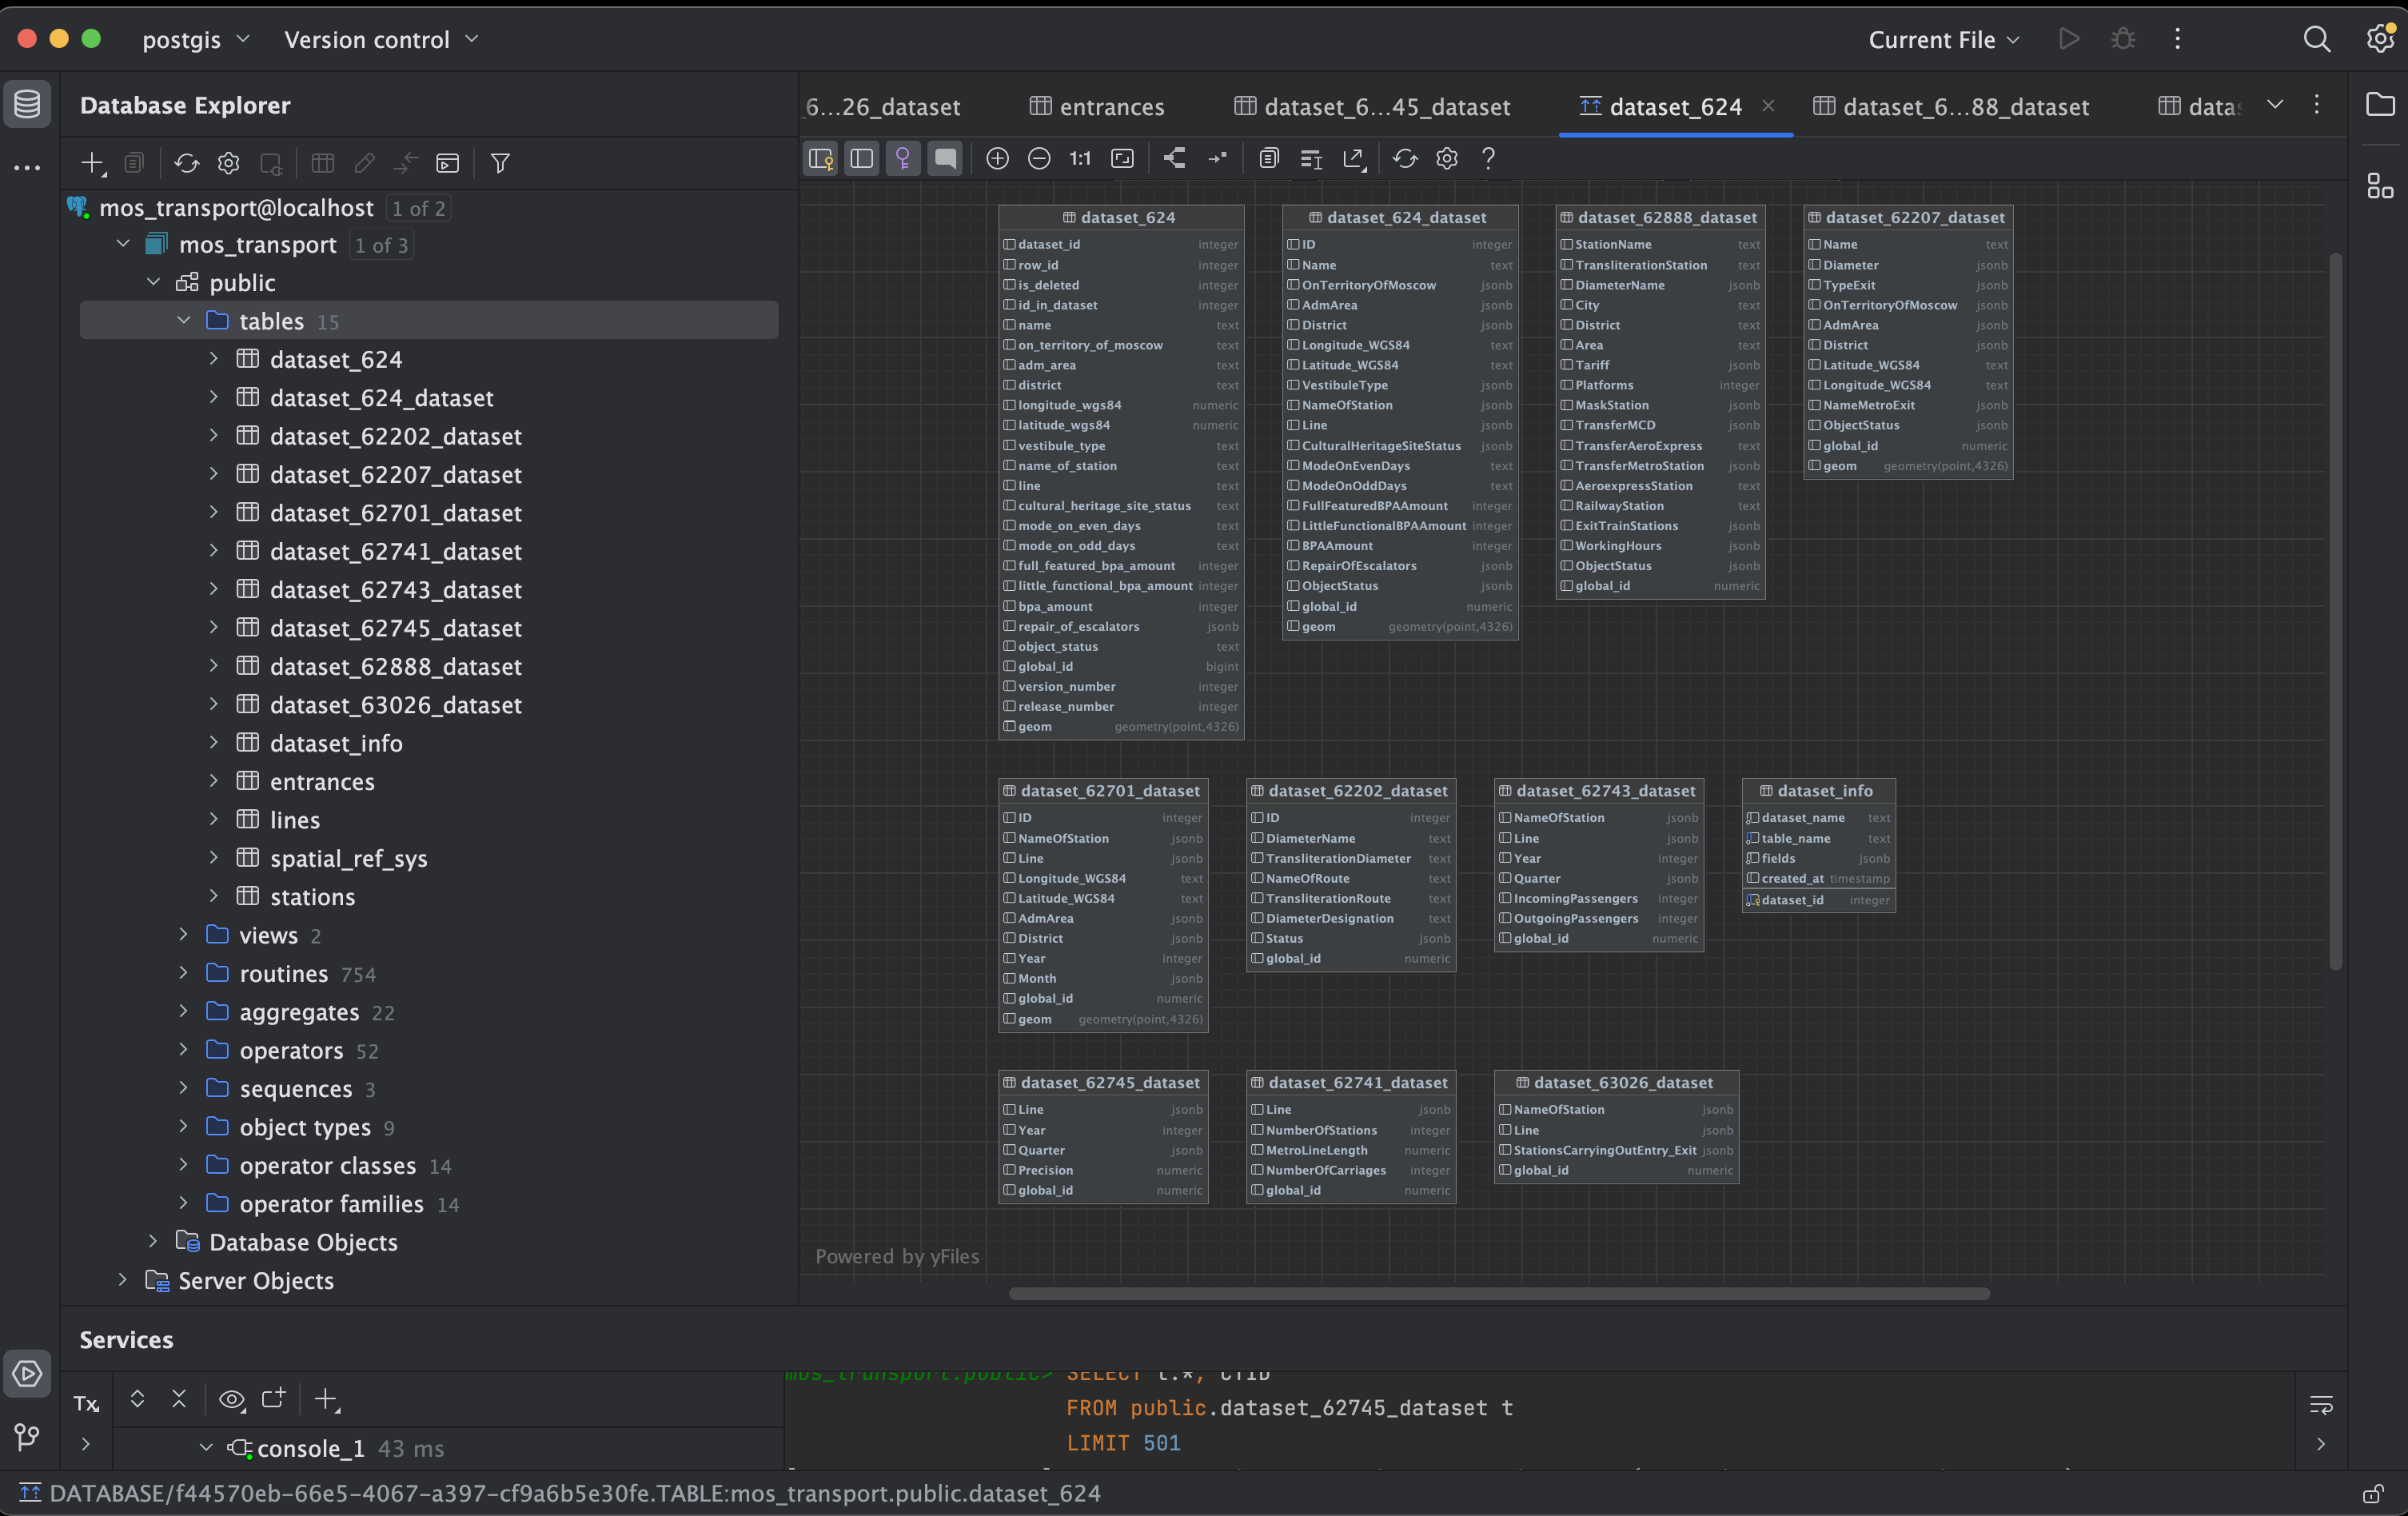 postgis
Version control
Current File
Database Explorer
6...26_dataset
entrances
dataset_6...45_dataset
dataset_624
dataset_6...88_dataset
datas
1:1
mos_transport@localhost 1 of 2
mos_transport 1 of 3
public
tables 15
dataset_624
dataset_624_dataset
dataset_62202_dataset
dataset_62207_dataset
dataset_62701_dataset
dataset_62741_dataset
dataset_62743_dataset
dataset_62745_dataset
dataset_62888_dataset
dataset_63026_dataset
dataset_info
entrances
lines
spatial_ref_sys
stations
views 2
routines 754
aggregates 22
operators 52
sequences 3
object types 9
operator classes 14
operator families 14
Database Objects
Server Objects
dataset_624
dataset_id integer
row_id integer
is_deleted integer
id_in_dataset integer
name text
on_territory_of_moscow text
adm_area text
district text
longitude_wgs84 numeric
latitude_wgs84 numeric
vestibule_type text
name_of_station text
line text
cultural_heritage_site_status text
mode_on_even_days text
mode_on_odd_days text
full_featured_bpa_amount integer
little_functional_bpa_amount integer
bpa_amount integer
repair_of_escalators jsonb
object_status text
global_id bigint
version_number integer
release_number integer
geom geometry(point,4326)
dataset_624_dataset
ID integer
Name text
OnTerritoryOfMoscow jsonb
AdmArea jsonb
District jsonb
Longitude_WGS84 text
Latitude_WGS84 text
VestibuleType jsonb
NameOfStation jsonb
Line jsonb
CulturalHeritageSiteStatus jsonb
ModeOnEvenDays text
ModeOnOddDays text
FullFeaturedBPAAmount integer
LittleFunctionalBPAAmount integer
BPAAmount integer
RepairOfEscalators jsonb
ObjectStatus jsonb
global_id numeric
geom geometry(point,4326)
dataset_62888_dataset
StationName text
TransliterationStation text
DiameterName jsonb
City text
District text
Area text
Tariff jsonb
Platforms integer
MaskStation jsonb
TransferMCD jsonb
TransferAeroExpress text
TransferMetroStation jsonb
AeroexpressStation text
RailwayStation text
ExitTrainStations jsonb
WorkingHours jsonb
ObjectStatus jsonb
global_id numeric
dataset_62207_dataset
Name text
Diameter jsonb
TypeExit jsonb
OnTerritoryOfMoscow jsonb
AdmArea jsonb
District jsonb
Latitude_WGS84 text
Longitude_WGS84 text
NameMetroExit jsonb
ObjectStatus jsonb
global_id numeric
geom geometry(point,4326)
dataset_62701_dataset
ID integer
NameOfStation jsonb
Line jsonb
Longitude_WGS84 text
Latitude_WGS84 text
AdmArea jsonb
District jsonb
Year integer
Month jsonb
global_id numeric
geom geometry(point,4326)
dataset_62202_dataset
ID integer
DiameterName text
TransliterationDiameter text
NameOfRoute text
TransliterationRoute text
DiameterDesignation text
Status jsonb
global_id numeric
dataset_62743_dataset
NameOfStation jsonb
Line jsonb
Year integer
Quarter jsonb
IncomingPassengers integer
OutgoingPassengers integer
global_id numeric
dataset_info
dataset_name text
table_name text
fields jsonb
created_at timestamp
dataset_id integer
dataset_62745_dataset
Line jsonb
Year integer
Quarter jsonb
Precision numeric
global_id numeric
dataset_62741_dataset
Line jsonb
NumberOfStations integer
MetroLineLength numeric
NumberOfCarriages integer
global_id numeric
dataset_63026_dataset
NameOfStation jsonb
Line jsonb
StationsCarryingOutEntry_Exit jsonb
global_id numeric
Powered by yFiles
Services
Tx
console_1 43 ms
mos_transport.public> SELECT t.*, CTID
FROM public.dataset_62745_dataset t
LIMIT 501
DATABASE/f44570eb-66e5-4067-a397-cf9a6b5e30fe.TABLE:mos_transport.public.dataset_624